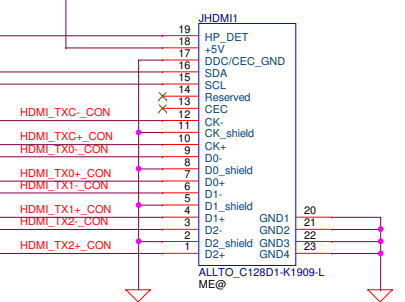 JHDMI1
19 HP_DET
18 +5V
17 DDC/CEC_GND
16 SDA
15 SCL
14 Reserved
13 CEC
HDMI_TXC-_CON 12 CK-
11 CK_shield
HDMI_TXC+_CON 10 CK+
HDMI_TX0-_CON 9 D0-
8 D0_shield
HDMI_TX0+_CON 7 D0+
HDMI_TX1-_CON 6 D1-
5 D1_shield
HDMI_TX1+_CON 4 D1+ GND1 20
HDMI_TX2-_CON 3 D2- GND2 21
2 D2_shield GND3 22
HDMI_TX2+_CON 1 D2+ GND4 23
ALLTO_C128D1-K1909-L
ME@